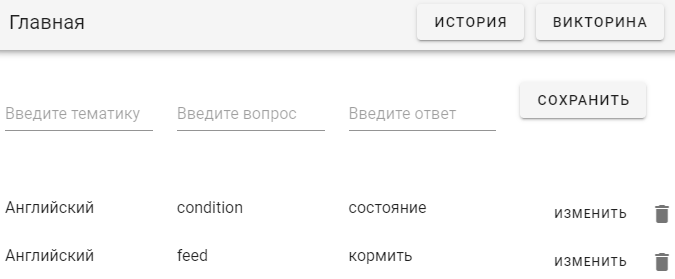 Главная ИСТОРИЯ ВИКТОРИНА
Введите тематику Введите вопрос Введите ответ СОХРАНИТЬ
Английский condition состояние ИЗМЕНИТЬ
Английский feed кормить ИЗМЕНИТЬ